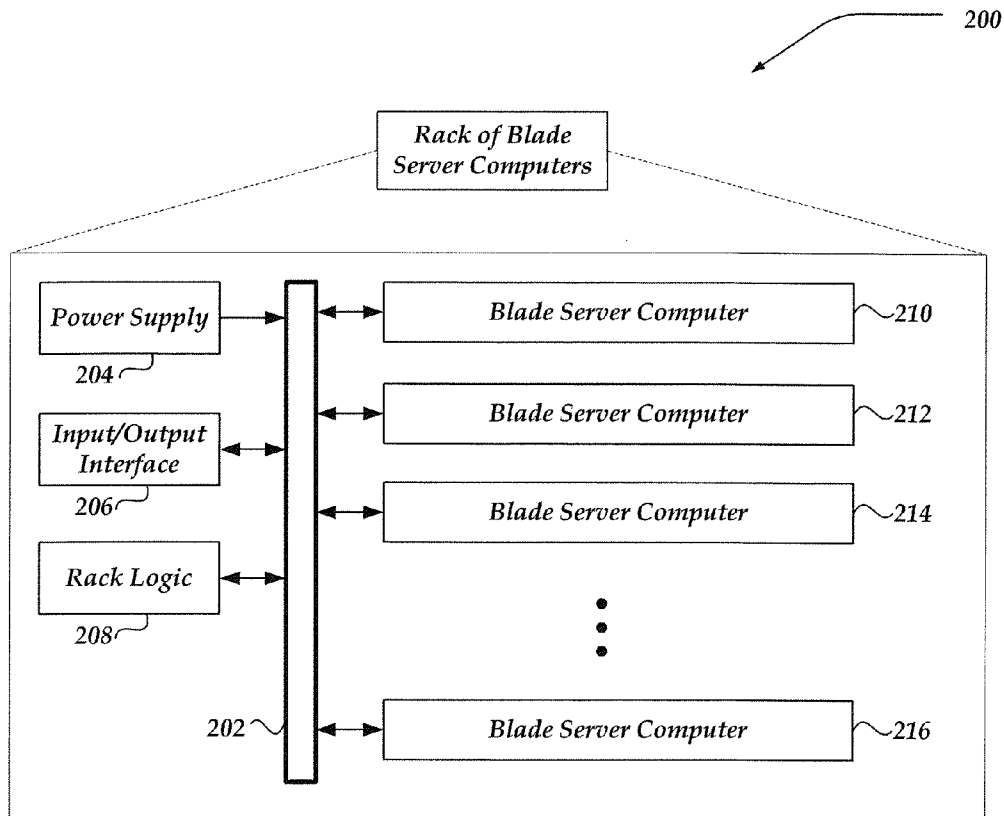 200
Rack of Blade
Server Computers
Power Supply
204
Input/Output
Interface
206
Rack Logic
208
202
Blade Server Computer
210
Blade Server Computer
212
Blade Server Computer
214
Blade Server Computer
216